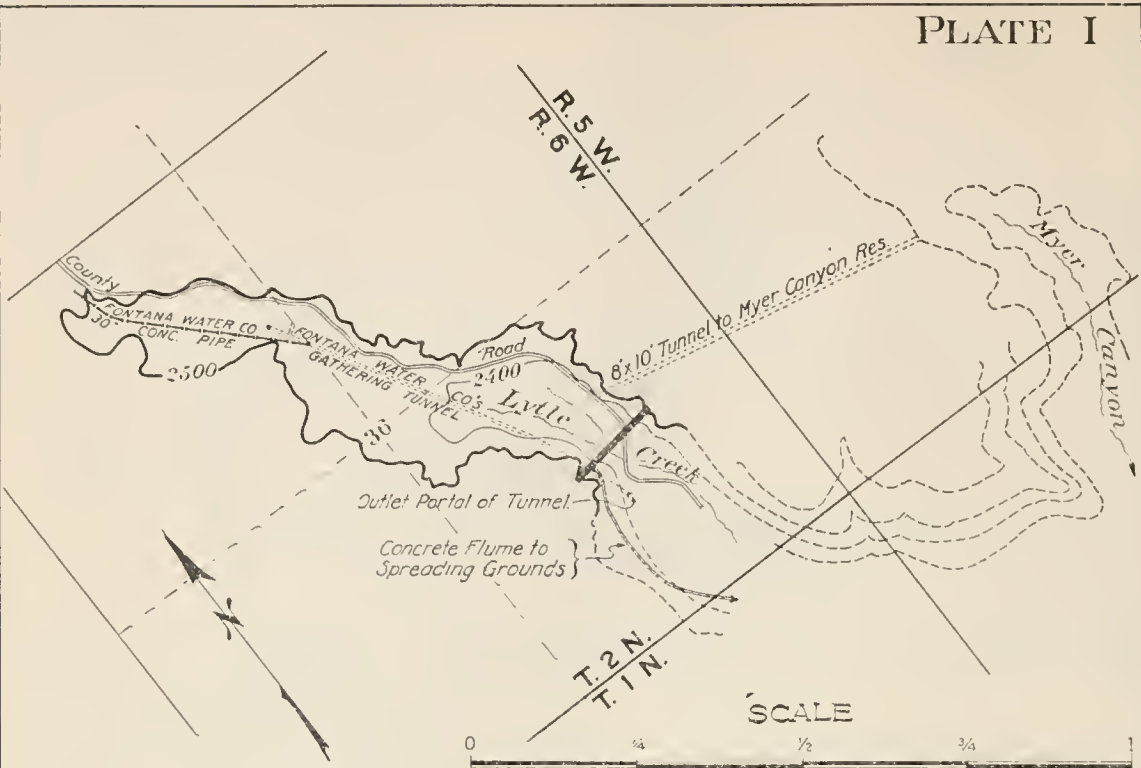 PLATE I
R. 5 W.
R. 6 W.
Myer
Canyon
8'x10' Tunnel to Myer Canyon Res.
County
Road
FONTANA WATER CO
30" CONC. PIPE
FONTANA WATER CO'S
GATHERING TUNNEL
2500
2400
36
Lytle
Creek
Outlet Portal of Tunnel
Concrete Flume to
Spreading Grounds
N
T. 2 N.
T. 1 N.
SCALE
0 1/4 1/2 3/4 1